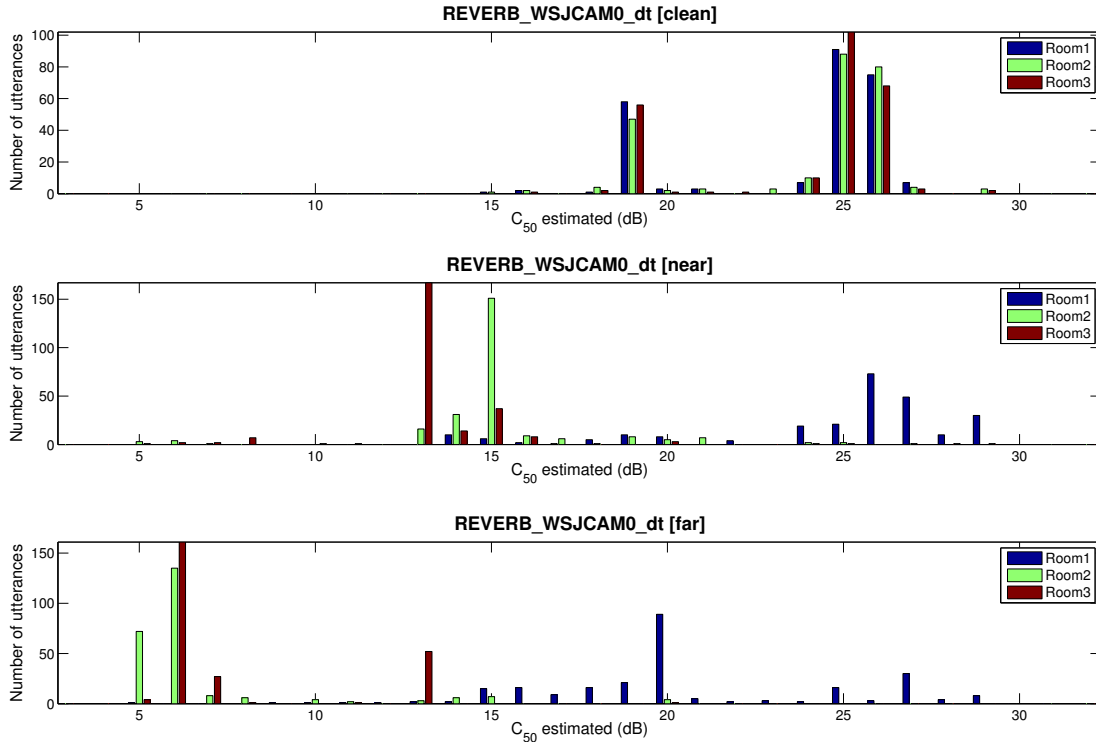 REVERB_WSJCAM0_dt [clean]
Number of utterances
100
80
60
40
20
0
5 10 15 20 25 30
C50 estimated (dB)
Room1
Room2
Room3
REVERB_WSJCAM0_dt [near]
Number of utterances
150
100
50
0
5 10 15 20 25 30
C50 estimated (dB)
Room1
Room2
Room3
REVERB_WSJCAM0_dt [far]
Number of utterances
150
100
50
0
5 10 15 20 25 30
C50 estimated (dB)
Room1
Room2
Room3